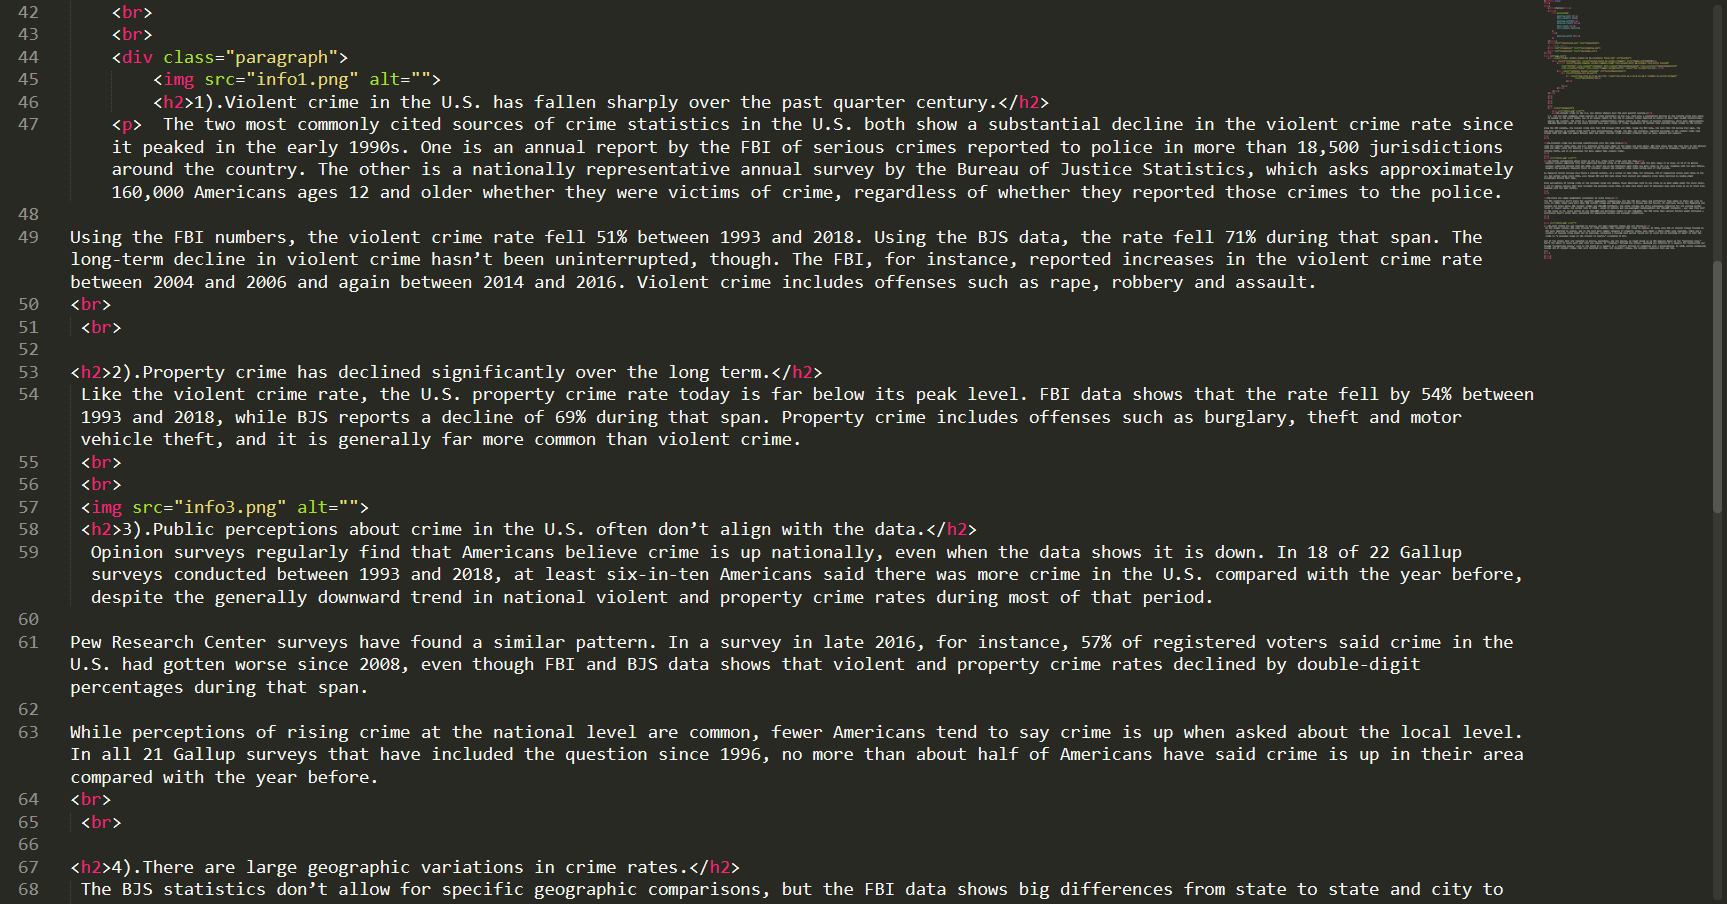 42 <br>
43 <br>
44 <div class="paragraph">
45 <img src="info1.png" alt="">
46 <h2>1).Violent crime in the U.S. has fallen sharply over the past quarter century.</h2>
47 <p>  The two most commonly cited sources of crime statistics in the U.S. both show a substantial decline in the violent crime rate since
it peaked in the early 1990s. One is an annual report by the FBI of serious crimes reported to police in more than 18,500 jurisdictions
around the country. The other is a nationally representative annual survey by the Bureau of Justice Statistics, which asks approximately
160,000 Americans ages 12 and older whether they were victims of crime, regardless of whether they reported those crimes to the police.
48
49 Using the FBI numbers, the violent crime rate fell 51% between 1993 and 2018. Using the BJS data, the rate fell 71% during that span. The
long-term decline in violent crime hasn’t been uninterrupted, though. The FBI, for instance, reported increases in the violent crime rate
between 2004 and 2006 and again between 2014 and 2016. Violent crime includes offenses such as rape, robbery and assault.
50 <br>
51 <br>
52
53 <h2>2).Property crime has declined significantly over the long term.</h2>
54 Like the violent crime rate, the U.S. property crime rate today is far below its peak level. FBI data shows that the rate fell by 54% between
1993 and 2018, while BJS reports a decline of 69% during that span. Property crime includes offenses such as burglary, theft and motor
vehicle theft, and it is generally far more common than violent crime.
55 <br>
56 <br>
57 <img src="info3.png" alt="">
58 <h2>3).Public perceptions about crime in the U.S. often don’t align with the data.</h2>
59 Opinion surveys regularly find that Americans believe crime is up nationally, even when the data shows it is down. In 18 of 22 Gallup
surveys conducted between 1993 and 2018, at least six-in-ten Americans said there was more crime in the U.S. compared with the year before,
despite the generally downward trend in national violent and property crime rates during most of that period.
60
61 Pew Research Center surveys have found a similar pattern. In a survey in late 2016, for instance, 57% of registered voters said crime in the
U.S. had gotten worse since 2008, even though FBI and BJS data shows that violent and property crime rates declined by double-digit
percentages during that span.
62
63 While perceptions of rising crime at the national level are common, fewer Americans tend to say crime is up when asked about the local level.
In all 21 Gallup surveys that have included the question since 1996, no more than about half of Americans have said crime is up in their area
compared with the year before.
64 <br>
65 <br>
66
67 <h2>4).There are large geographic variations in crime rates.</h2>
68 The BJS statistics don’t allow for specific geographic comparisons, but the FBI data shows big differences from state to state and city to